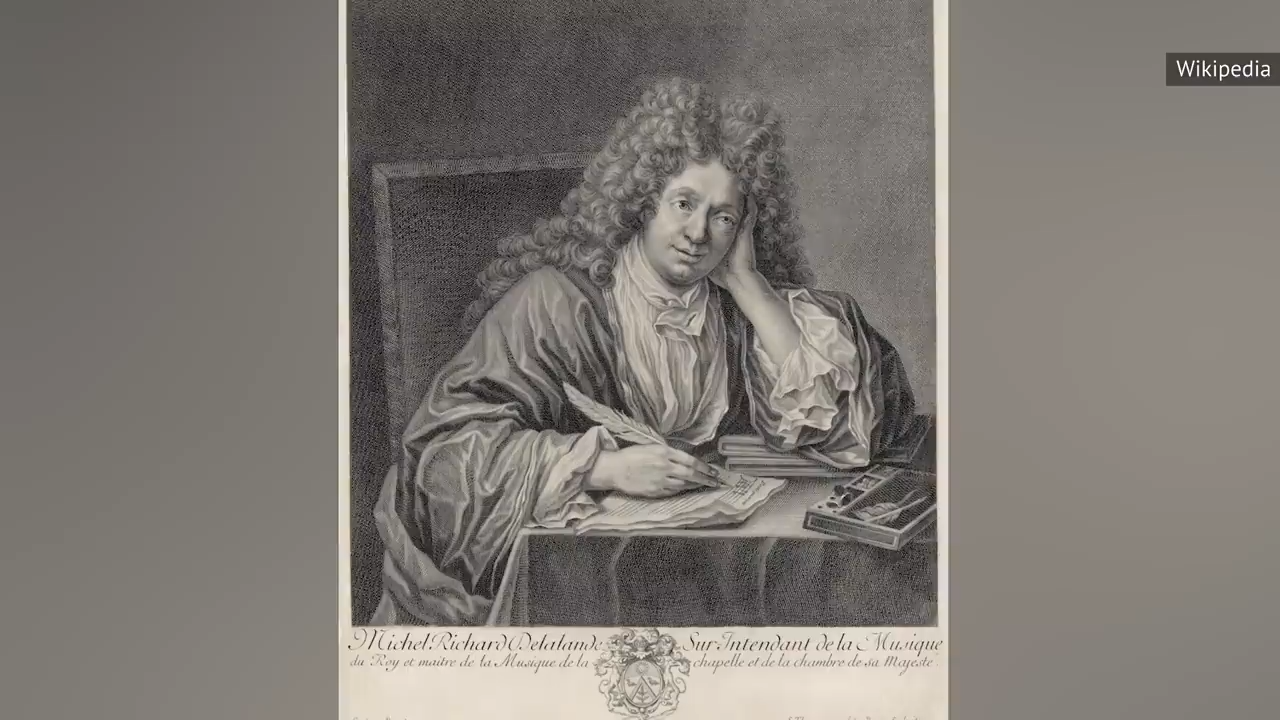 Wikipedia
Michel Richard Delalande Sur-Intendant de la Musique
du Roy et maitre de la Musique de la chapelle et de la chambre de sa Majesté.